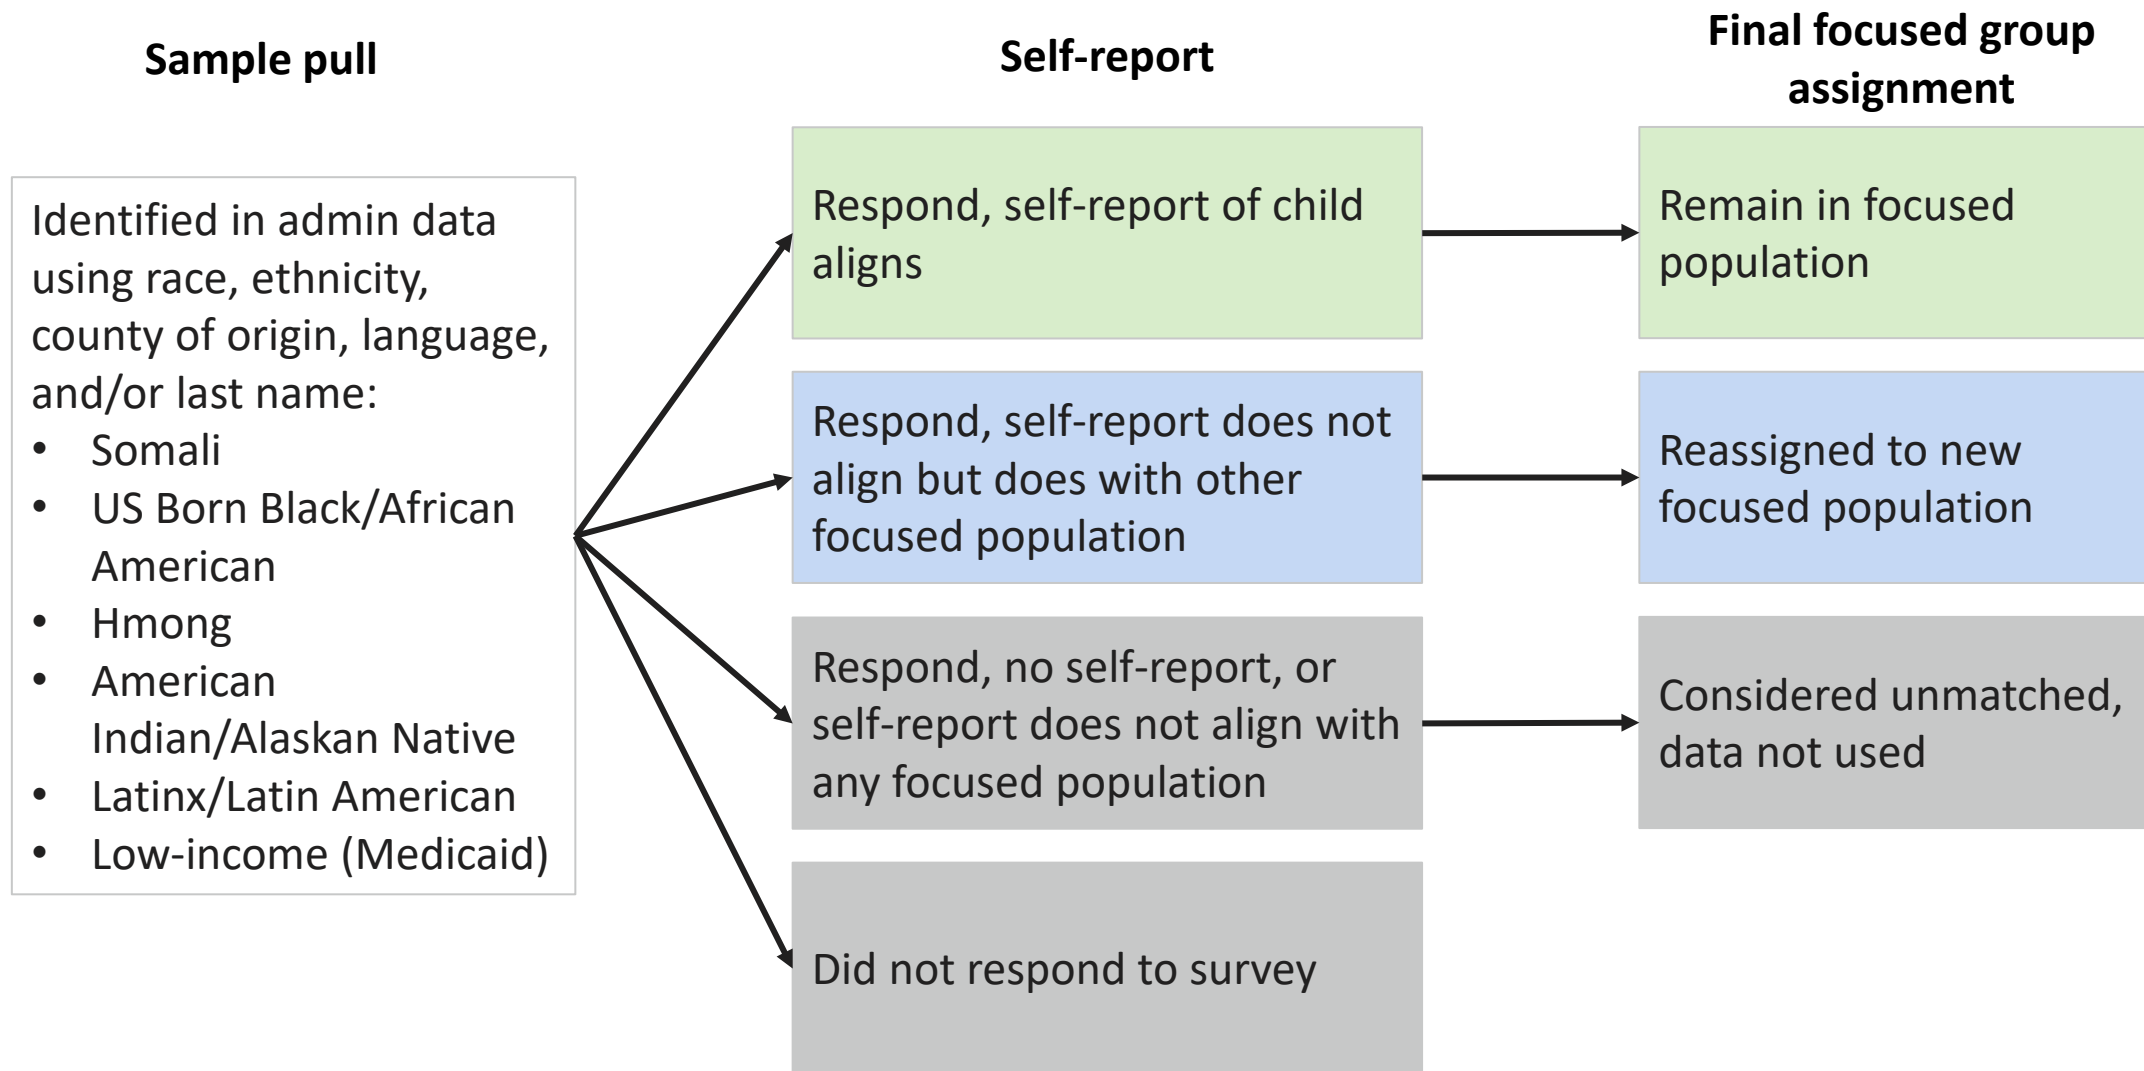 Sample pull
Identified in admin data
using race, ethnicity,
county of origin, language,
and/or last name:
• Somali
• US Born Black/African
American
• Hmong
• American
Indian/Alaskan Native
• Latinx/Latin American
• Low-income (Medicaid)
Self-report
Respond, self-report of child
aligns
Respond, self-report does not
align but does with other
focused population
Respond, no self-report, or
self-report does not align with
any focused population
Did not respond to survey
Final focused group
assignment
Remain in focused
population
Reassigned to new
focused population
Considered unmatched,
data not used